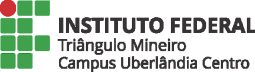 INSTITUTO FEDERAL
Triângulo Mineiro
Campus Uberlândia Centro